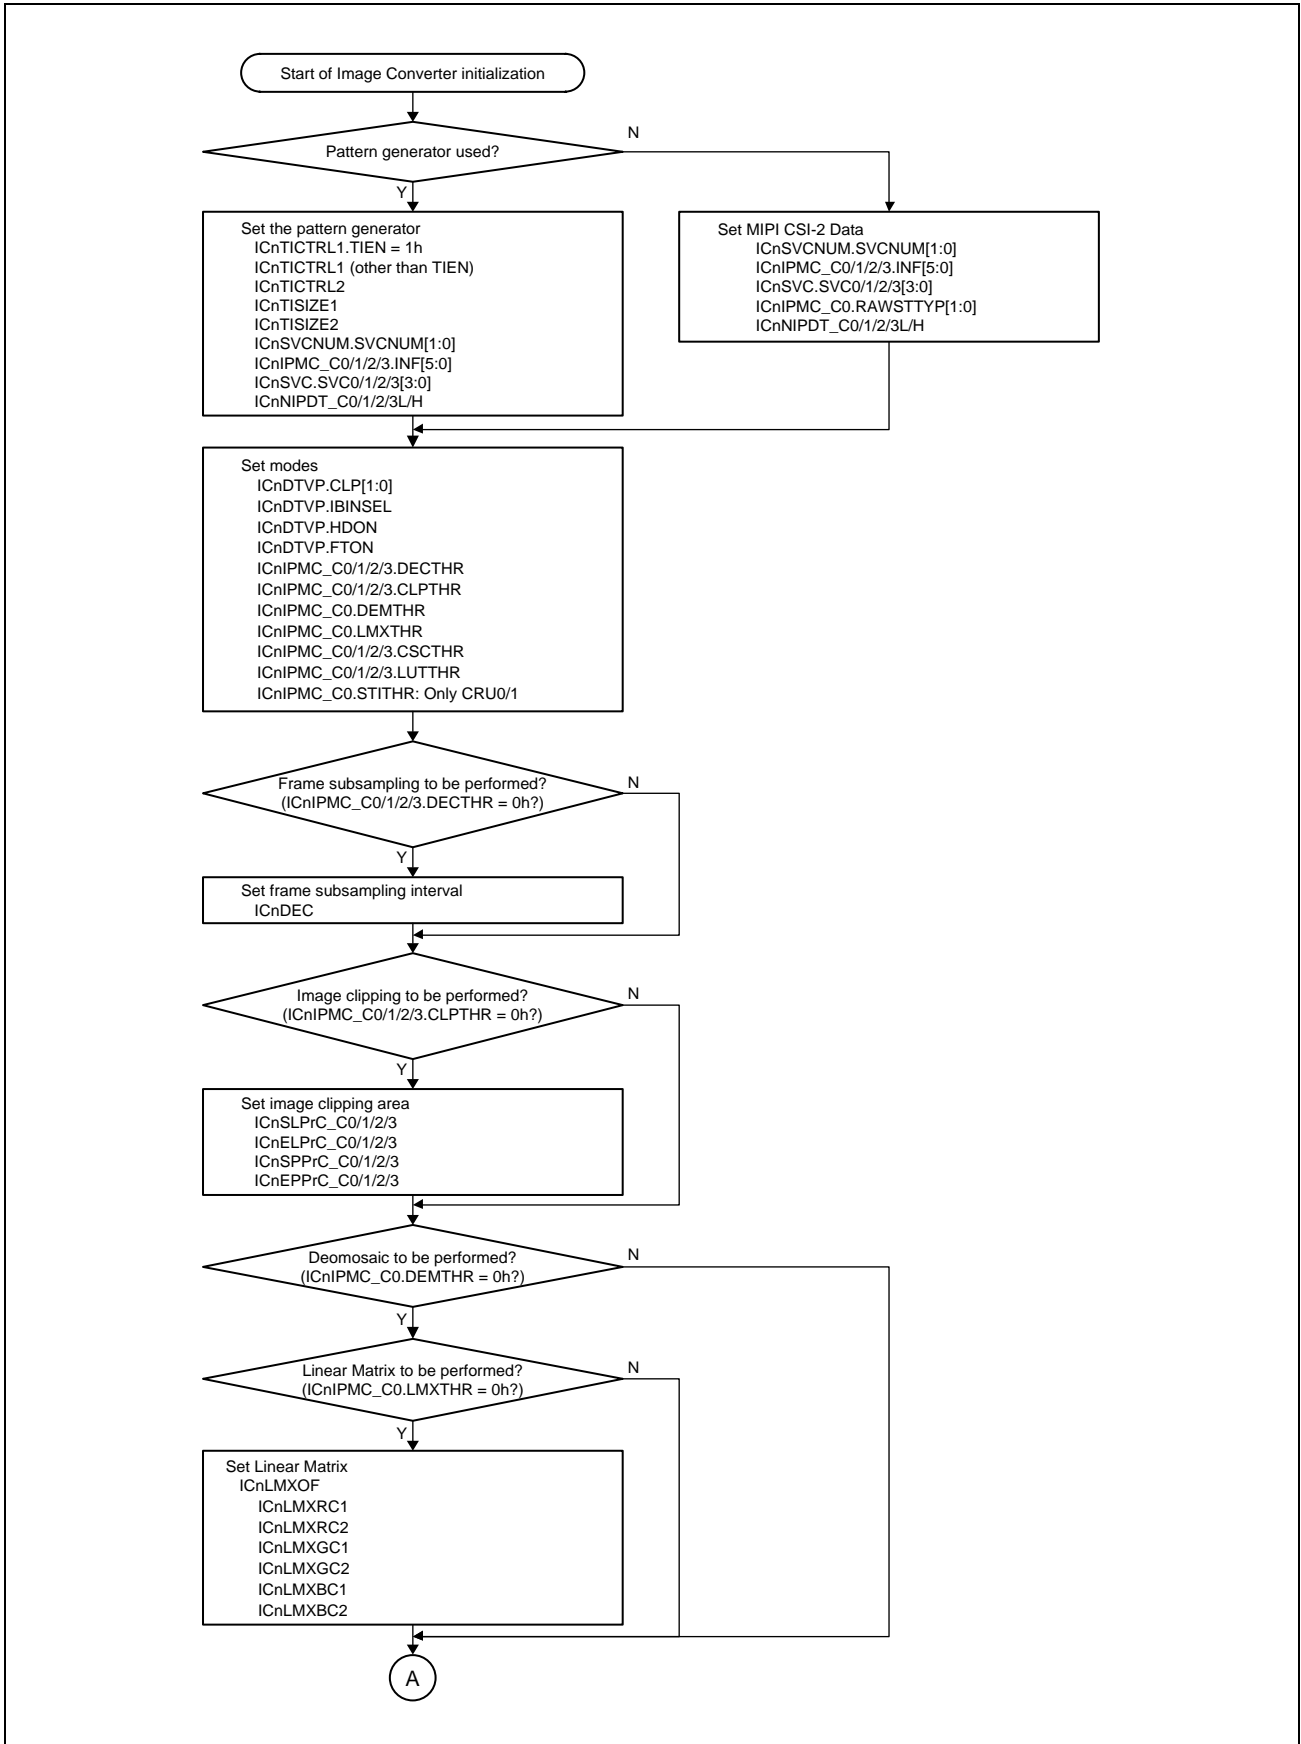 Start of Image Converter initialization
Pattern generator used?
N
Y
Set the pattern generator
ICnTICTRL1.TIEN = 1h
ICnTICTRL1 (other than TIEN)
ICnTICTRL2
ICnTISIZE1
ICnTISIZE2
ICnSVCNUM.SVCNUM[1:0]
ICnIPMC_C0/1/2/3.INF[5:0]
ICnSVC.SVC0/1/2/3[3:0]
ICnNIPDT_C0/1/2/3L/H
Set MIPI CSI-2 Data
ICnSVCNUM.SVCNUM[1:0]
ICnIPMC_C0/1/2/3.INF[5:0]
ICnSVC.SVC0/1/2/3[3:0]
ICnIPMC_C0.RAWSTTYP[1:0]
ICnNIPDT_C0/1/2/3L/H
Set modes
ICnDTVP.CLP[1:0]
ICnDTVP.IBINSEL
ICnDTVP.HDON
ICnDTVP.FTON
ICnIPMC_C0/1/2/3.DECTHR
ICnIPMC_C0/1/2/3.CLPTHR
ICnIPMC_C0.DEMTHR
ICnIPMC_C0.LMXTHR
ICnIPMC_C0/1/2/3.CSCTHR
ICnIPMC_C0/1/2/3.LUTTHR
ICnIPMC_C0.STITHR: Only CRU0/1
Frame subsampling to be performed?
(ICnIPMC_C0/1/2/3.DECTHR = 0h?)
N
Y
Set frame subsampling interval
ICnDEC
Image clipping to be performed?
(ICnIPMC_C0/1/2/3.CLPTHR = 0h?)
N
Y
Set image clipping area
ICnSLPrC_C0/1/2/3
ICnELPrC_C0/1/2/3
ICnSPPrC_C0/1/2/3
ICnEPPrC_C0/1/2/3
Deomosaic to be performed?
(ICnIPMC_C0.DEMTHR = 0h?)
N
Y
Linear Matrix to be performed?
(ICnIPMC_C0.LMXTHR = 0h?)
N
Y
Set Linear Matrix
ICnLMXOF
ICnLMXRC1
ICnLMXRC2
ICnLMXGC1
ICnLMXGC2
ICnLMXBC1
ICnLMXBC2
A